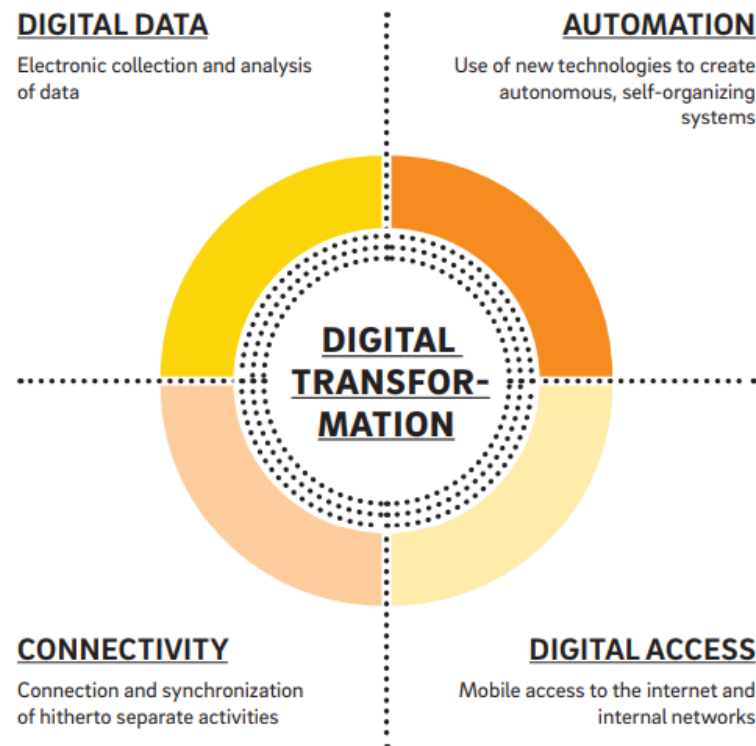 DIGITAL DATA
Electronic collection and analysis
of data
AUTOMATION
Use of new technologies to create
autonomous, self-organizing
systems
DIGITAL
TRANSFOR-
MATION
CONNECTIVITY
Connection and synchronization
of hitherto separate activities
DIGITAL ACCESS
Mobile access to the internet and
internal networks